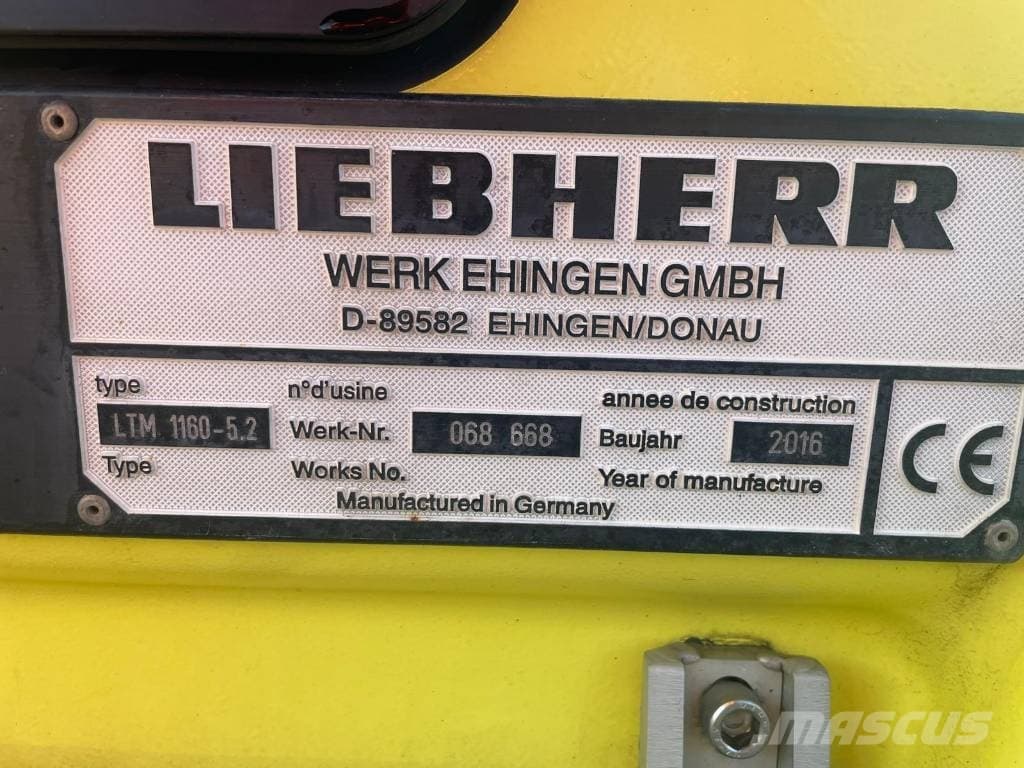 LIEBHERR
WERK EHINGEN GMBH
D-89582 EHINGEN/DONAU
type n°d'usine annee de construction
LTM 1160-5.2 Werk-Nr. 068 668 Baujahr 2016 CE
Type Works No. Year of manufacture
Manufactured in Germany
MASCUS